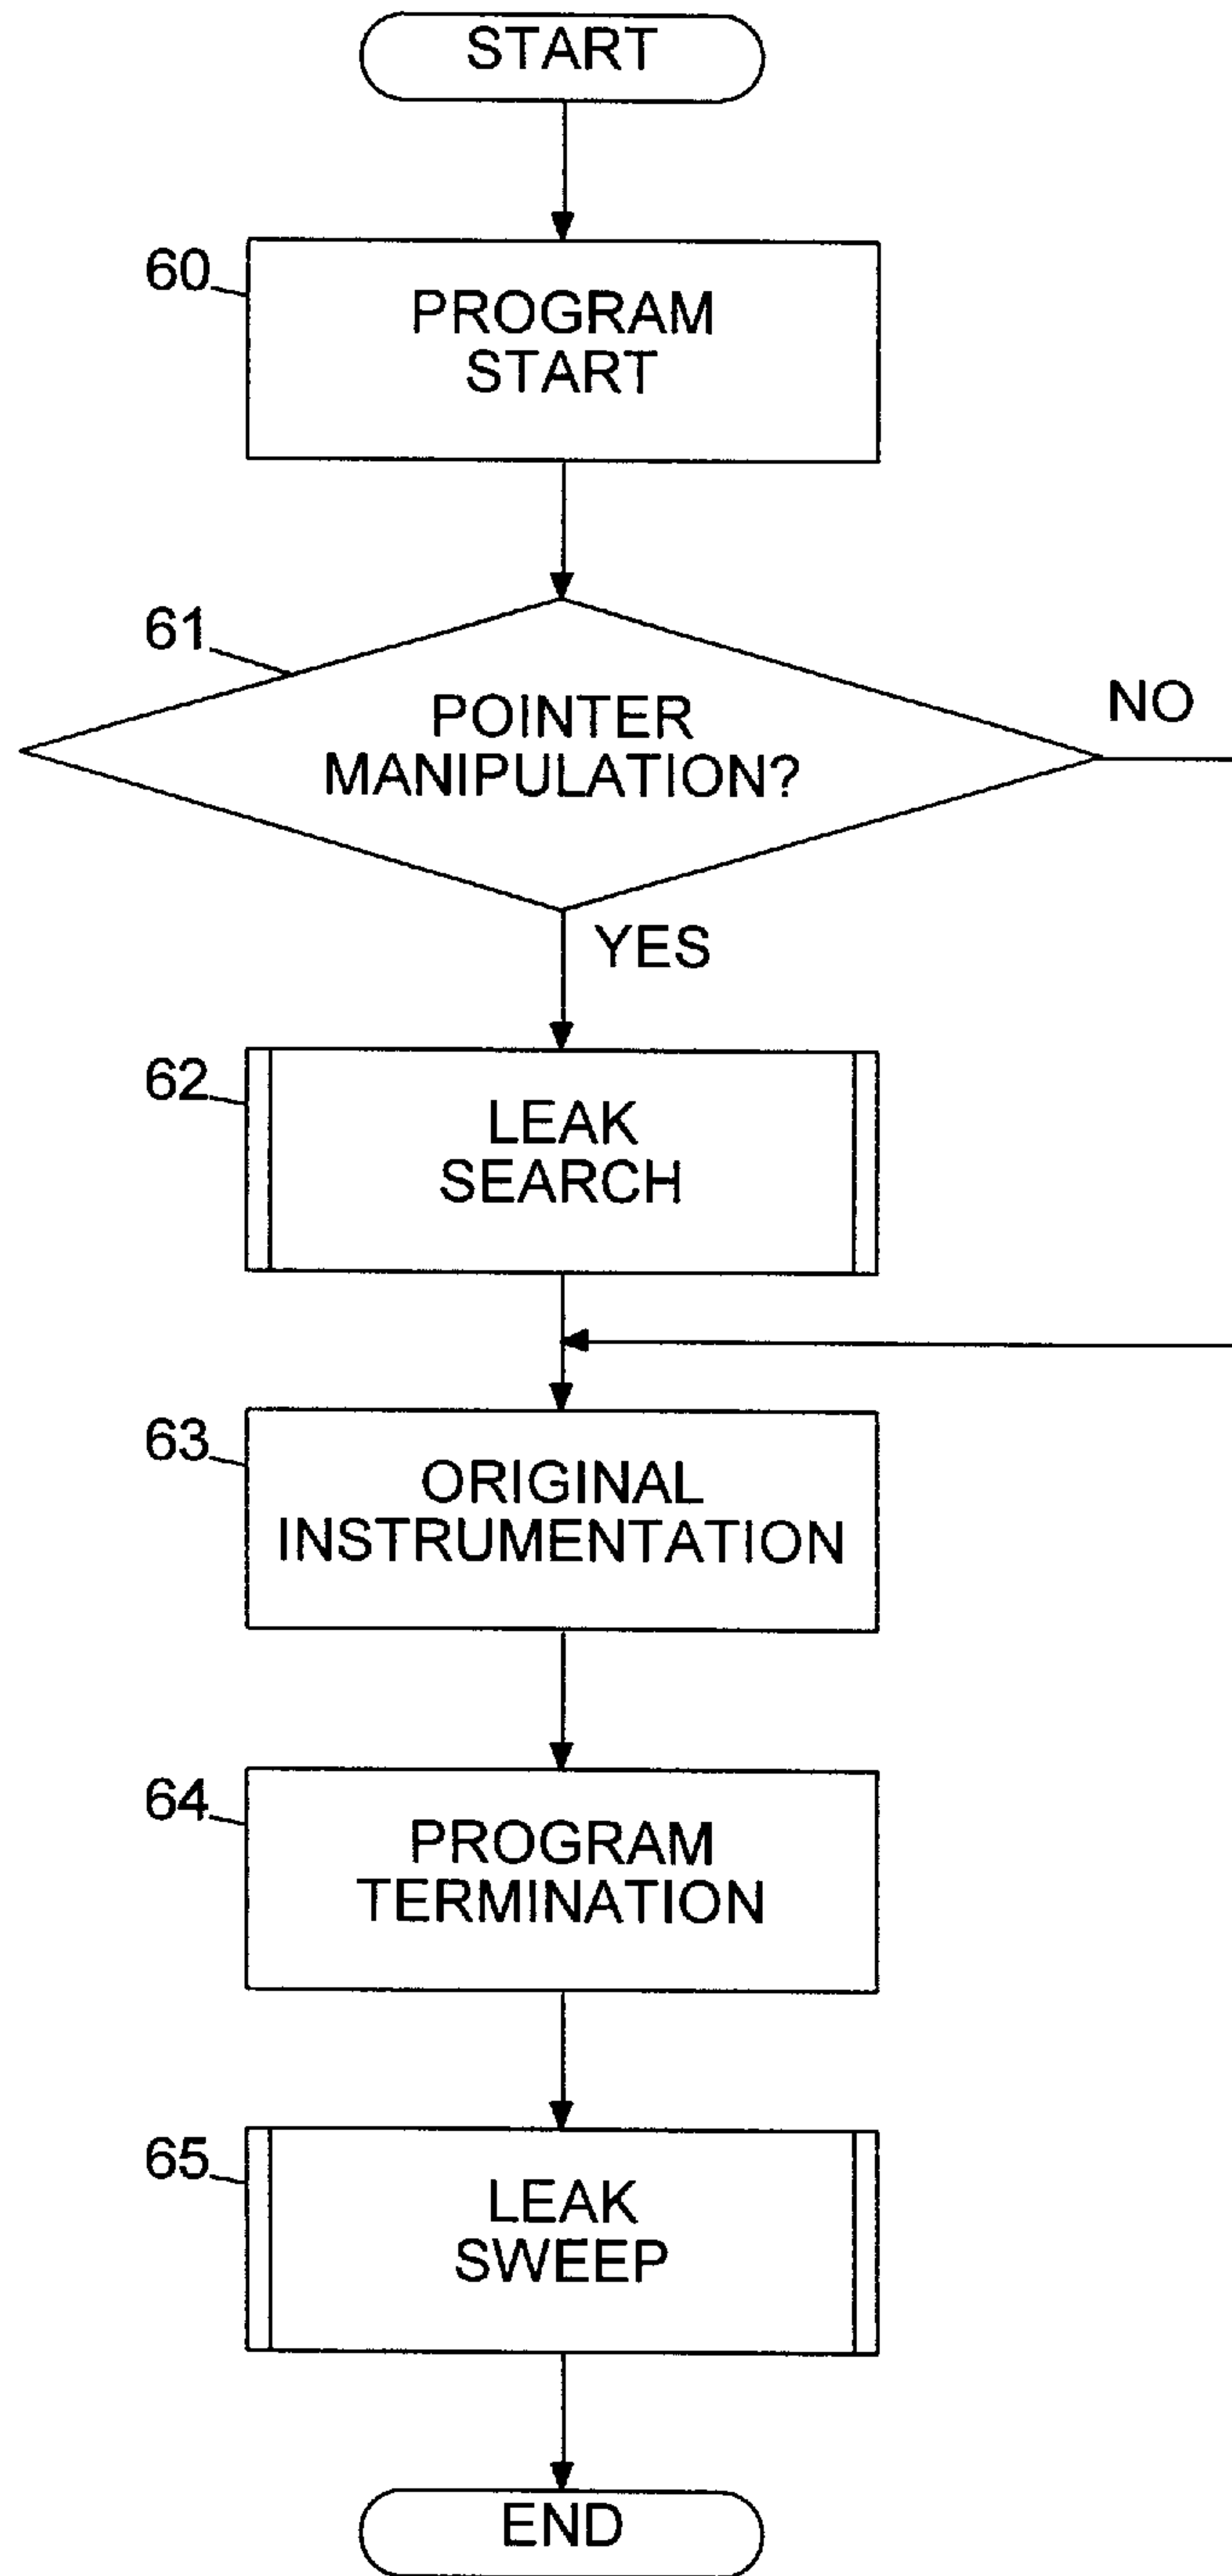 START
60
PROGRAM
START
61
POINTER
MANIPULATION?
NO
YES
62
LEAK
SEARCH
63
ORIGINAL
INSTRUMENTATION
64
PROGRAM
TERMINATION
65
LEAK
SWEEP
END